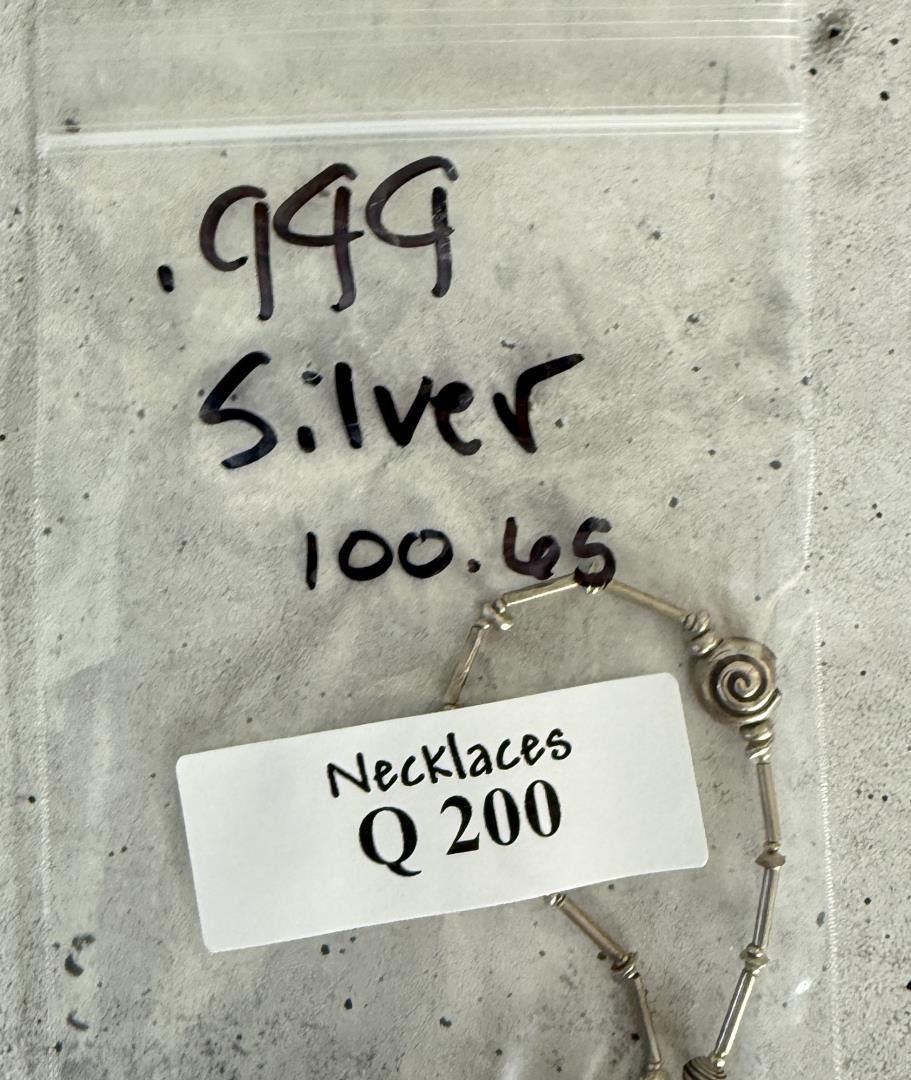 .999
Silver
100.65
Necklaces
Q 200